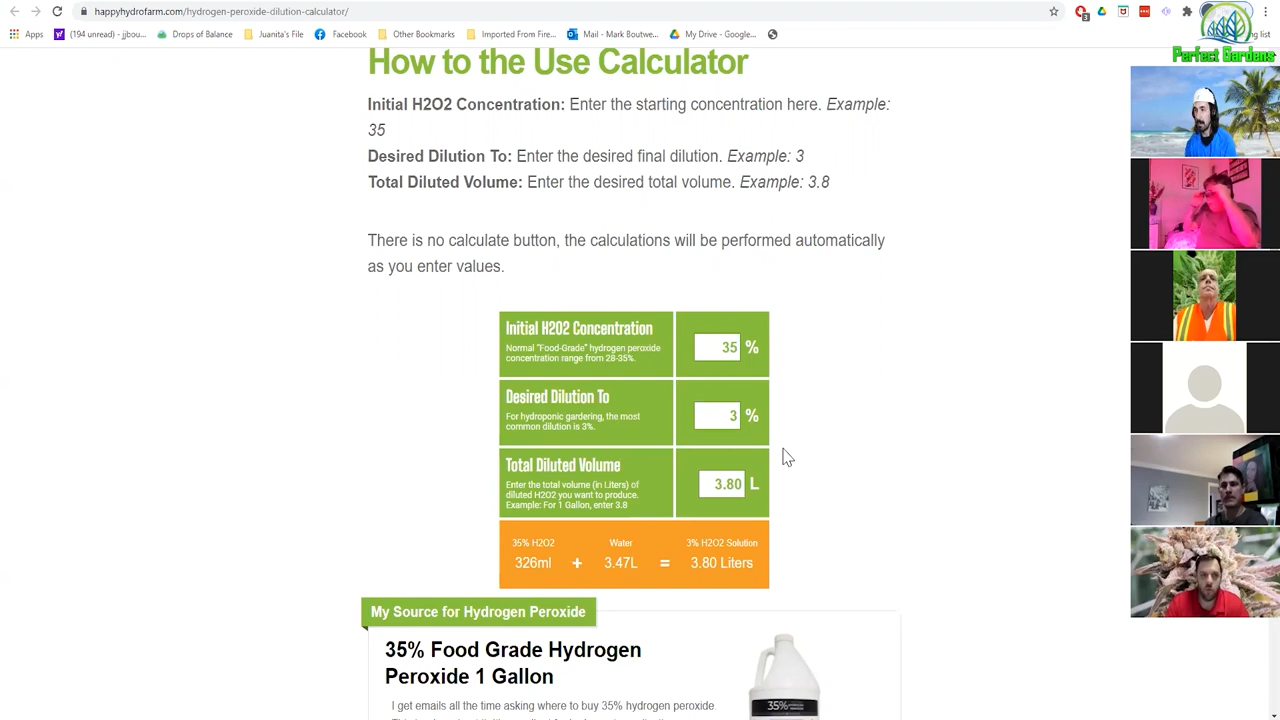 happyhydrofarm.com/hydrogen-peroxide-dilution-calculator/
3
Apps
(194 unread) - jjbou...
Drops of Balance
Juanita's File
Facebook
Other Bookmarks
Imported From Fire...
Mail - Mark Boutwe...
My Drive - Google...
Perfect Gardens
How to the Use Calculator
Initial H2O2 Concentration: Enter the starting concentration here. Example:
35
Desired Dilution To: Enter the desired final dilution. Example: 3
Total Diluted Volume: Enter the desired total volume. Example: 3.8
There is no calculate button, the calculations will be performed automatically
as you enter values.
Initial H2O2 Concentration
Normal "Food-Grade" hydrogen peroxide
concentration range from 28-35%.
35 %
Desired Dilution To
For hydroponic gardering, the most
common dilution is 3%.
3 %
Total Diluted Volume
Enter the total volume (in Liters) of
diluted H2O2 you want to produce.
Example: For 1 Gallon, enter 3.8
3.80 L
35% H2O2 Water 3% H2O2 Solution
326ml + 3.47L = 3.80 Liters
My Source for Hydrogen Peroxide
35% Food Grade Hydrogen
Peroxide 1 Gallon
I get emails all the time asking where to buy 35% hydrogen peroxide.
35%